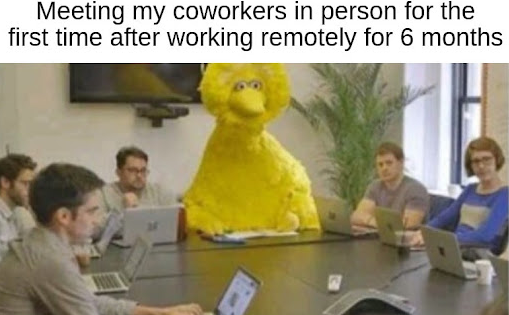 Meeting my coworkers in person for the
first time after working remotely for 6 months